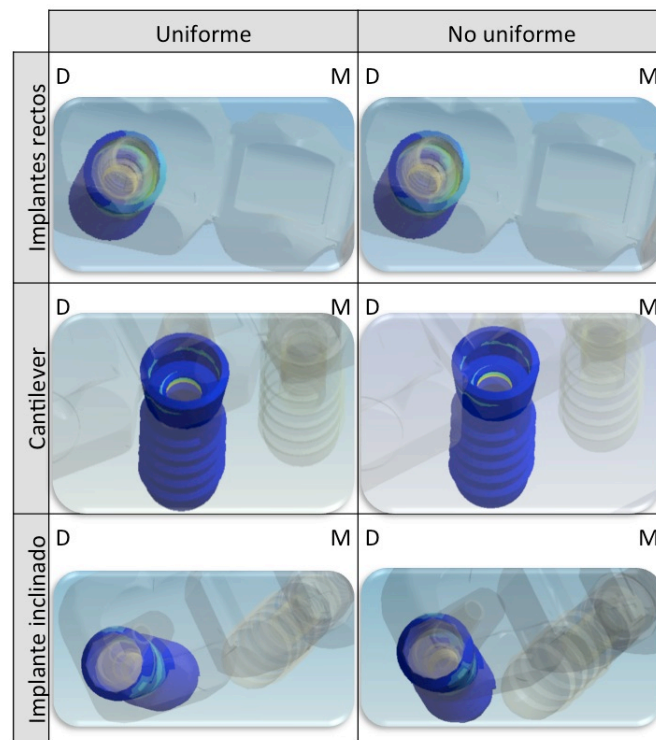 Uniforme
No uniforme
Implantes rectos
D
M
D
M
Cantilever
D
M
D
M
Implante inclinado
D
M
D
M